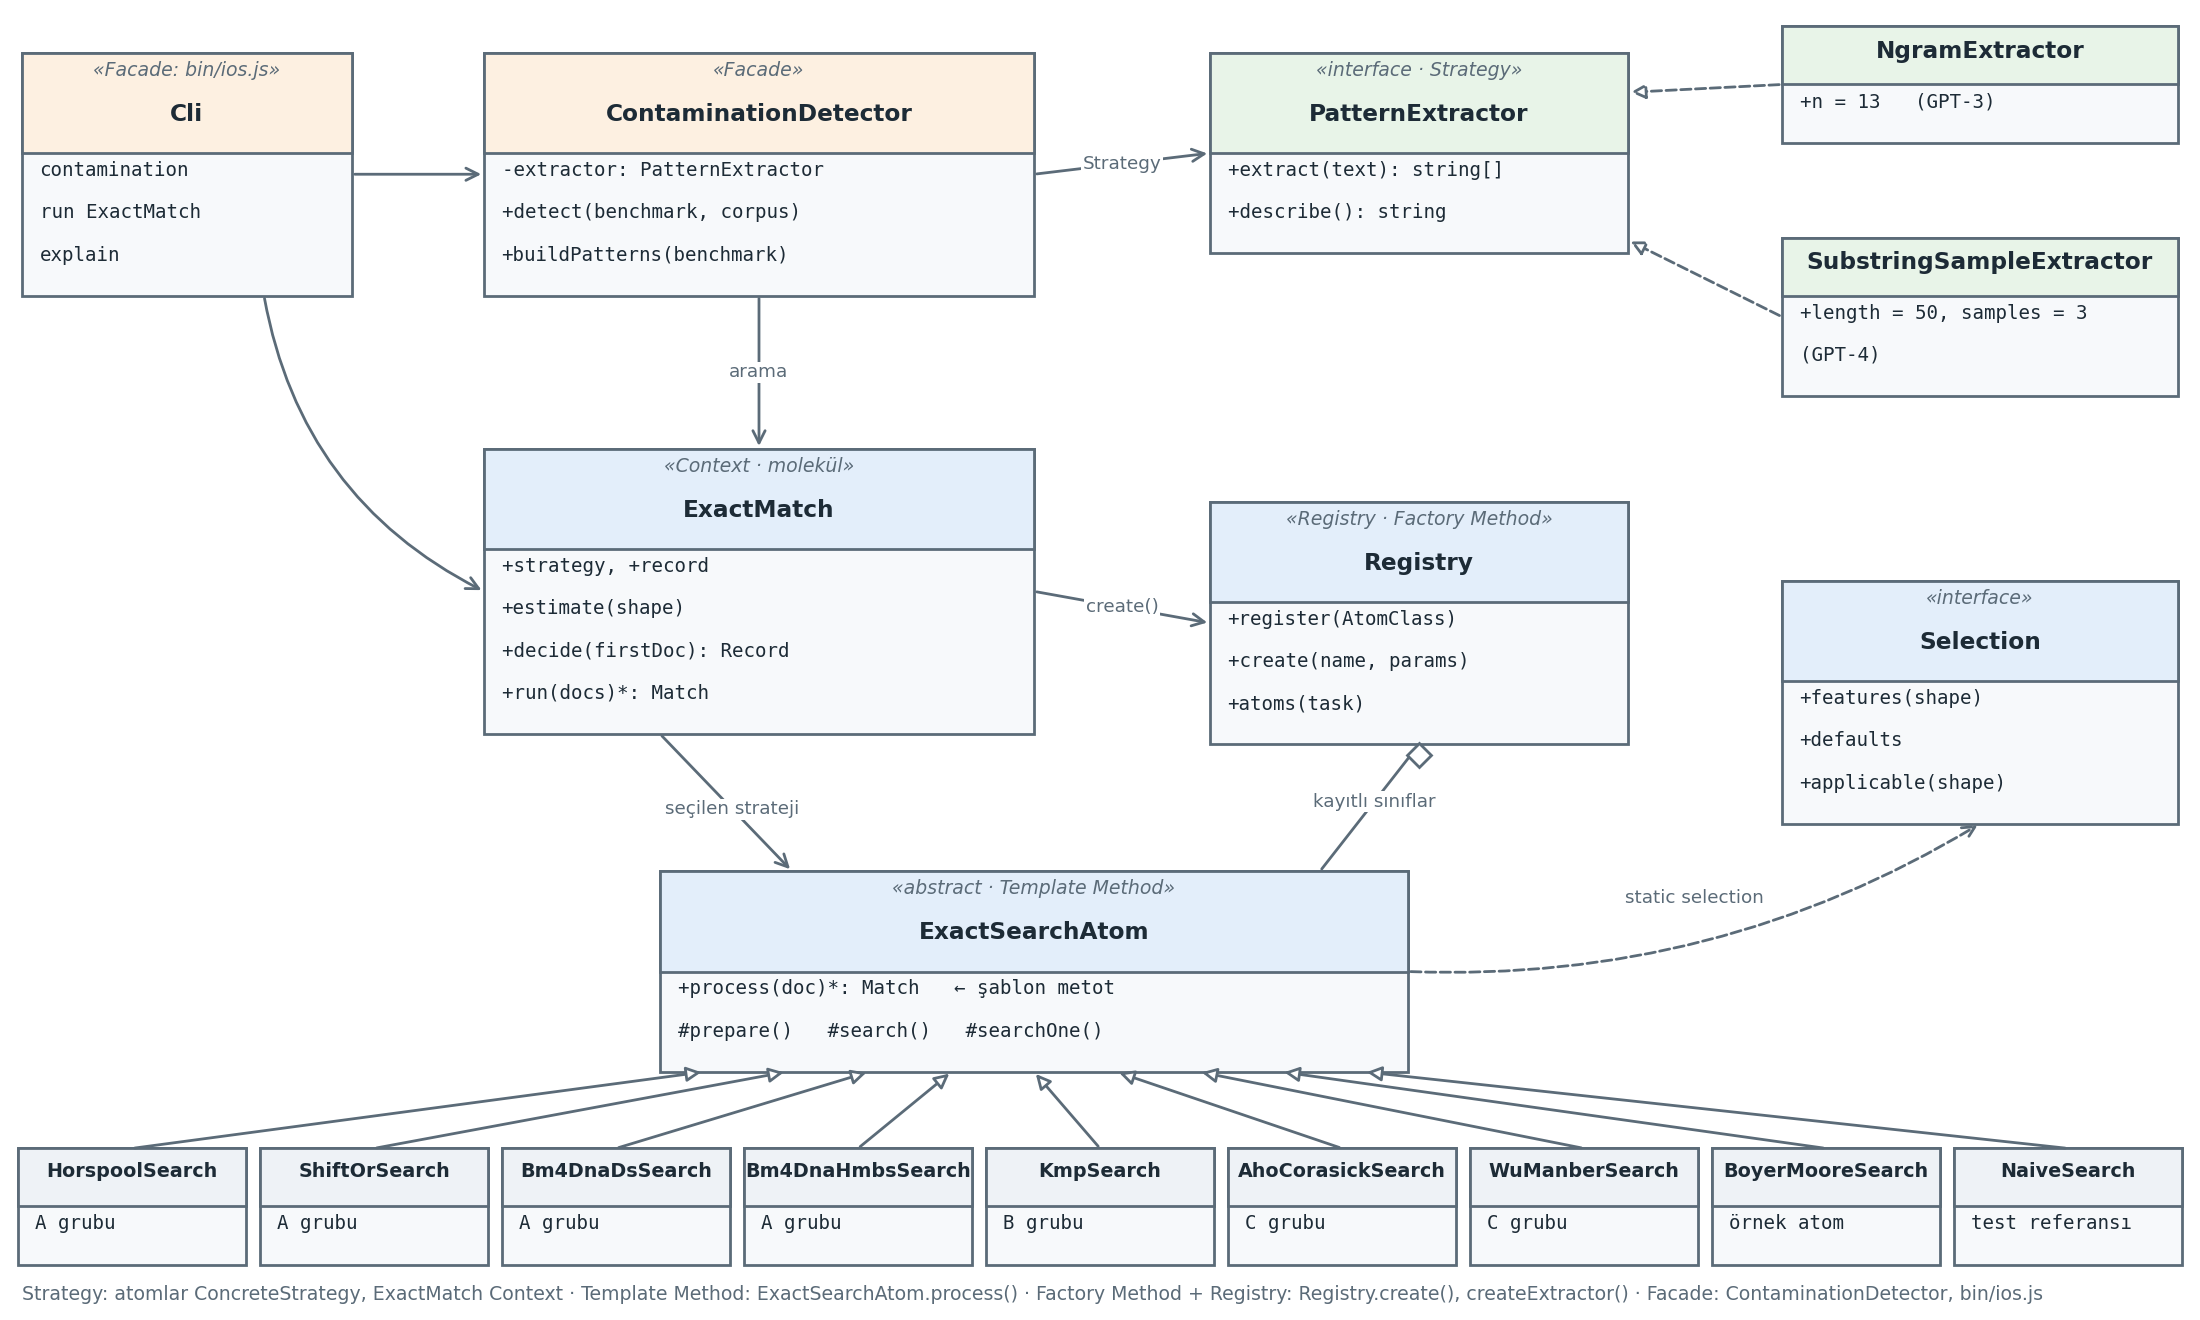 «Facade: bin/ios.js»
Cli
contamination
run ExactMatch
explain
«Facade»
ContaminationDetector
-extractor: PatternExtractor
+detect(benchmark, corpus)
+buildPatterns(benchmark)
Strategy
«interface · Strategy»
PatternExtractor
+extract(text): string[]
+describe(): string
NgramExtractor
+n = 13   (GPT-3)
SubstringSampleExtractor
+length = 50, samples = 3
(GPT-4)
arama
«Context · molekül»
ExactMatch
+strategy, +record
+estimate(shape)
+decide(firstDoc): Record
+run(docs)*: Match
create()
«Registry · Factory Method»
Registry
+register(AtomClass)
+create(name, params)
+atoms(task)
«interface»
Selection
+features(shape)
+defaults
+applicable(shape)
seçilen strateji
kayıtlı sınıflar
static selection
«abstract · Template Method»
ExactSearchAtom
+process(doc)*: Match   ← şablon metot
#prepare()   #search()   #searchOne()
HorspoolSearch
A grubu
ShiftOrSearch
A grubu
Bm4DnaDsSearch
A grubu
Bm4DnaHmbsSearch
A grubu
KmpSearch
B grubu
AhoCorasickSearch
C grubu
WuManberSearch
C grubu
BoyerMooreSearch
örnek atom
NaiveSearch
test referansı
Strategy: atomlar ConcreteStrategy, ExactMatch Context · Template Method: ExactSearchAtom.process() · Factory Method + Registry: Registry.create(), createExtractor() · Facade: ContaminationDetector, bin/ios.js